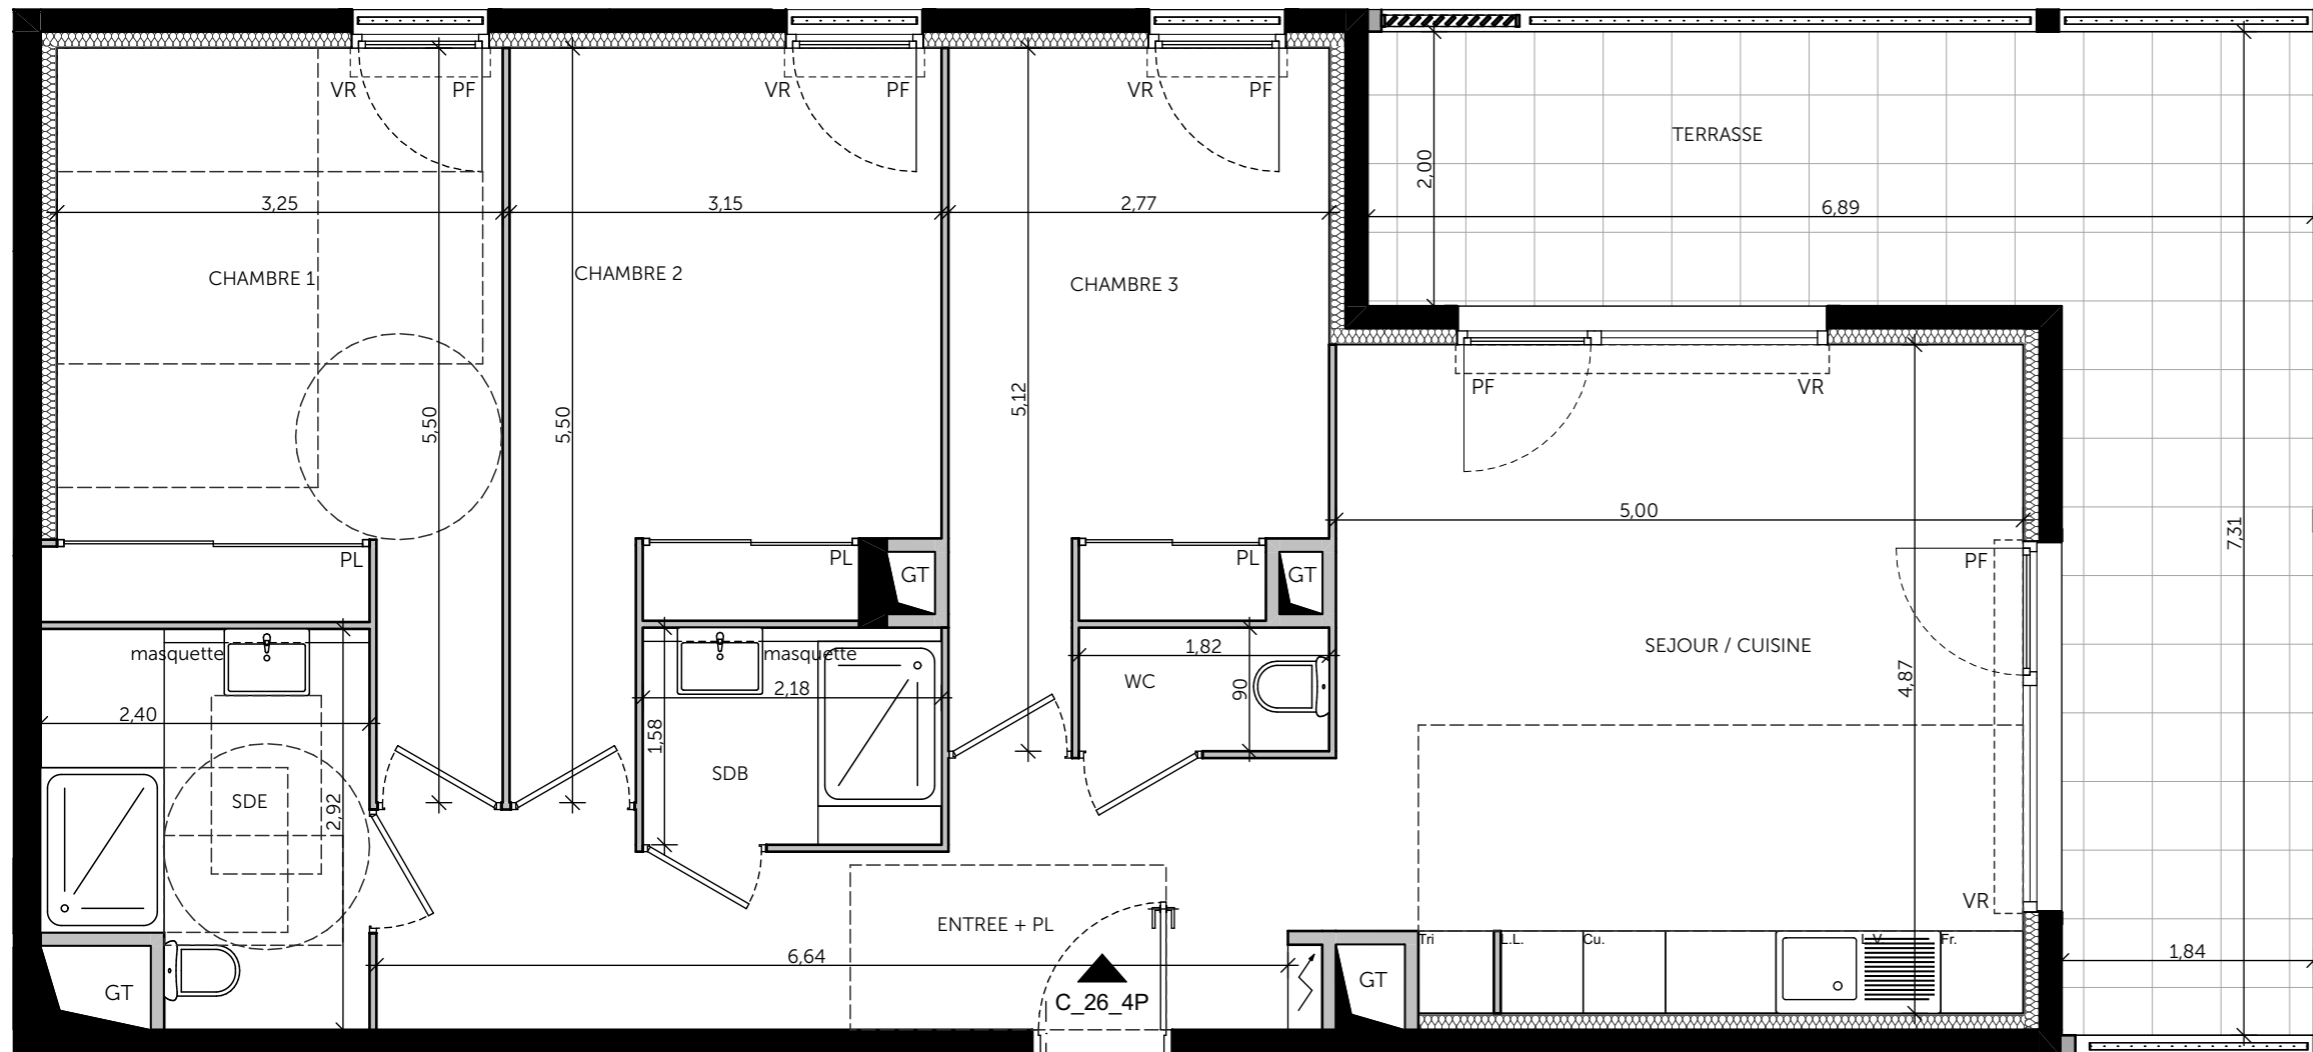 VR PF
VR PF
VR PF
TERRASSE
2,00
3,25
3,15
2,77
6,89
CHAMBRE 1
CHAMBRE 2
CHAMBRE 3
5,50
5,50
5,12
PF
VR
5,00
7,31
PL
PL
GT
PL
GT
PF
masquette
masquette
1,82
SEJOUR / CUISINE
WC
90
4,87
2,40
2,18
1,58
SDE
2,92
SDB
VR
ENTREE + PL
Tri
L.L.
Cu.
L.V.
Fr.
6,64
1,84
GT
C_26_4P
GT